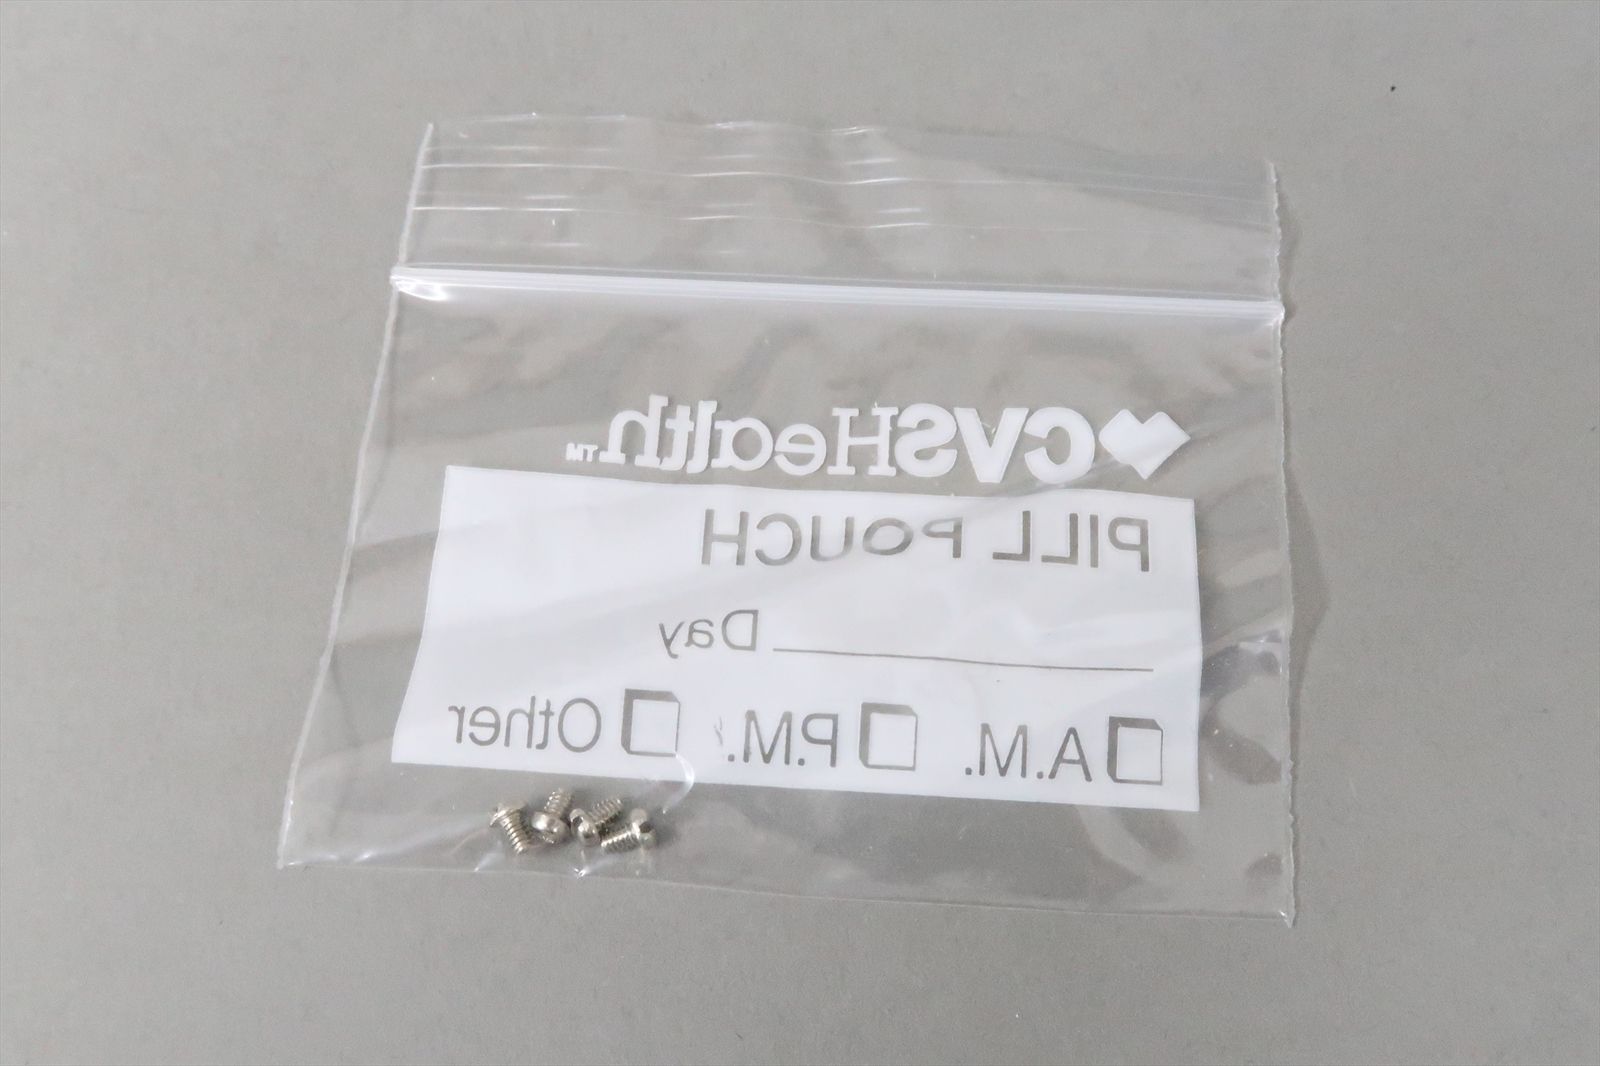 CVSHealth™
PILL POUCH
Day
A.M. P.M. Other